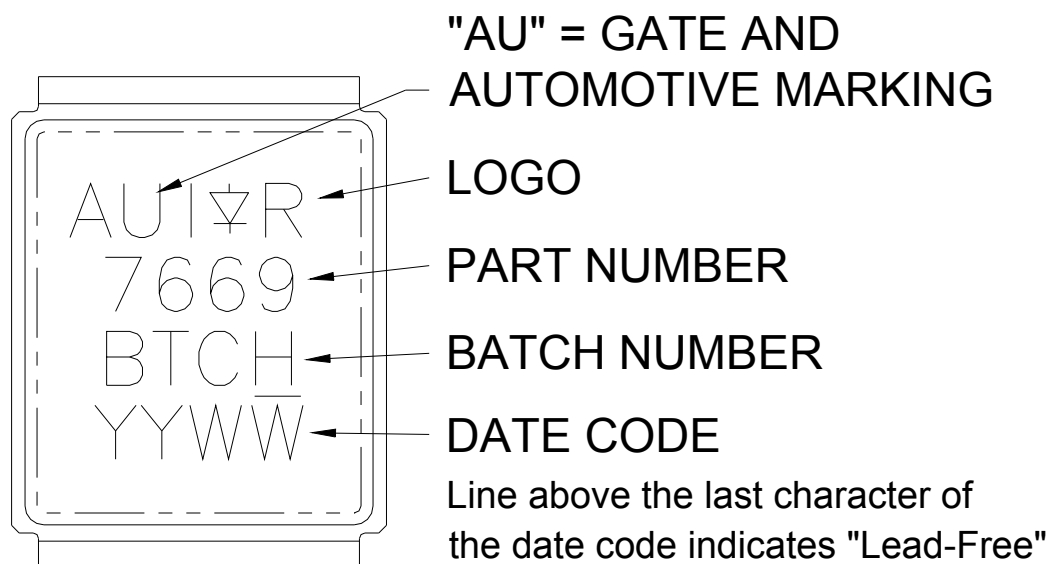 "AU" = GATE AND
AUTOMOTIVE MARKING
AUI R
LOGO
7669
PART NUMBER
BTCH
BATCH NUMBER
YYWW̅
DATE CODE
Line above the last character of
the date code indicates "Lead-Free"